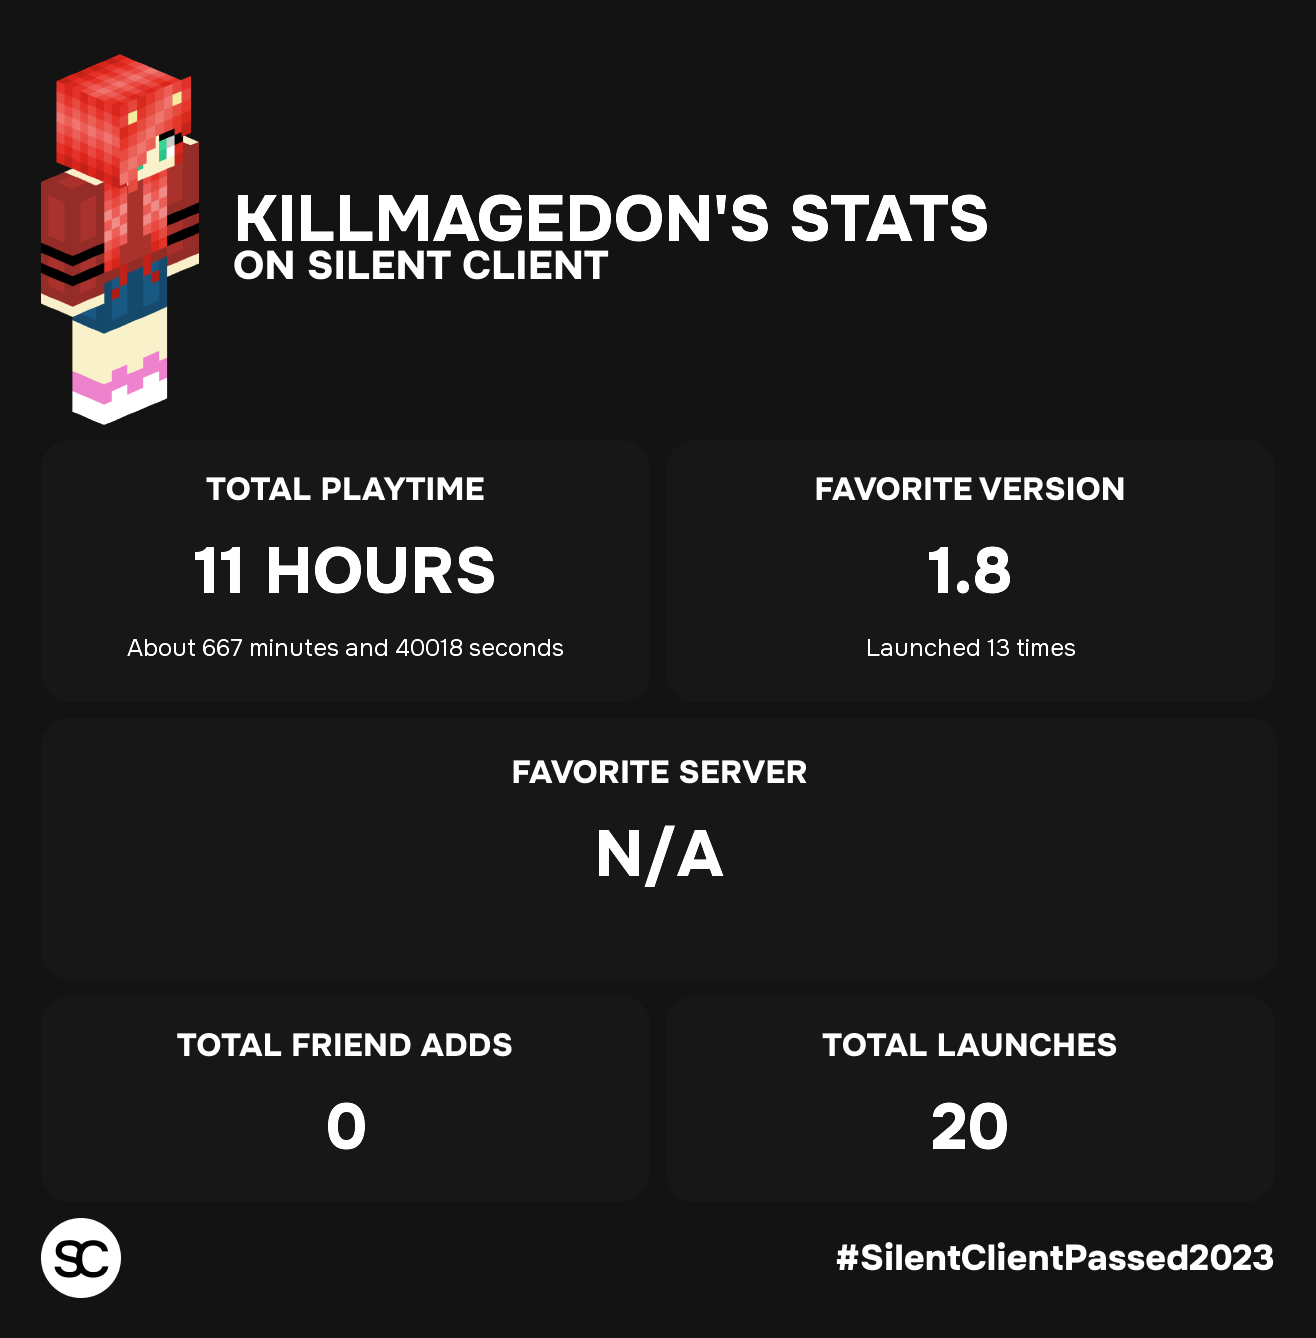 KILLMAGEDON'S STATS
ON SILENT CLIENT
TOTAL PLAYTIME
11 HOURS
About 667 minutes and 40018 seconds
FAVORITE VERSION
1.8
Launched 13 times
FAVORITE SERVER
N/A
TOTAL FRIEND ADDS
0
TOTAL LAUNCHES
20
SC
#SilentClientPassed2023